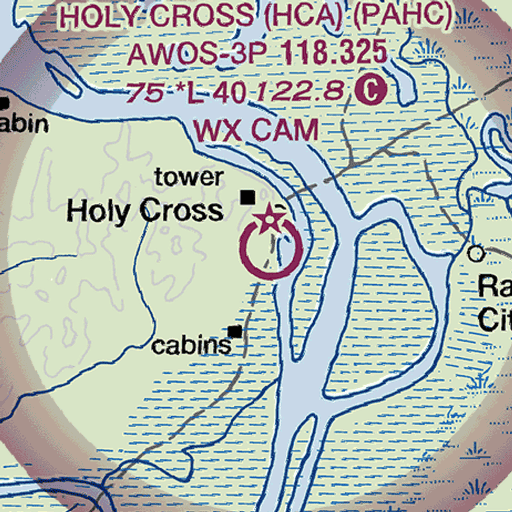 HOLY CROSS (HCA) (PAHC)
AWOS-3P 118.325
75 *L 40 122.8 C
WX CAM
abin
tower
Holy Cross
Ra
Cit
cabins